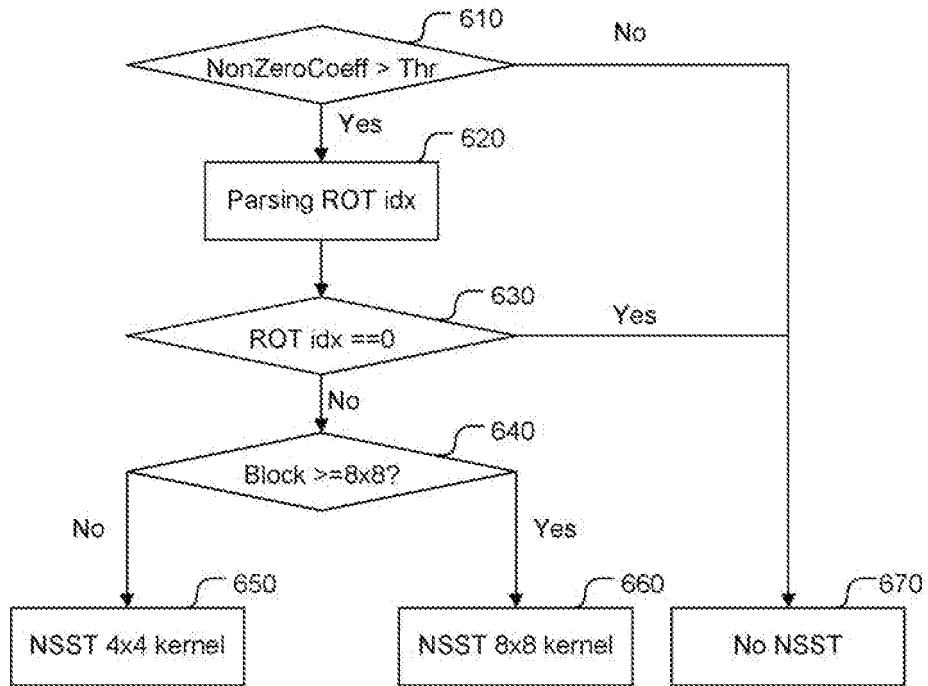 610
No
NonZeroCoeff > Thr
Yes
620
Parsing ROT idx
630
Yes
ROT idx ==0
No
640
Block >=8x8?
No
Yes
650
660
670
NSST 4x4 kernel
NSST 8x8 kernel
No NSST